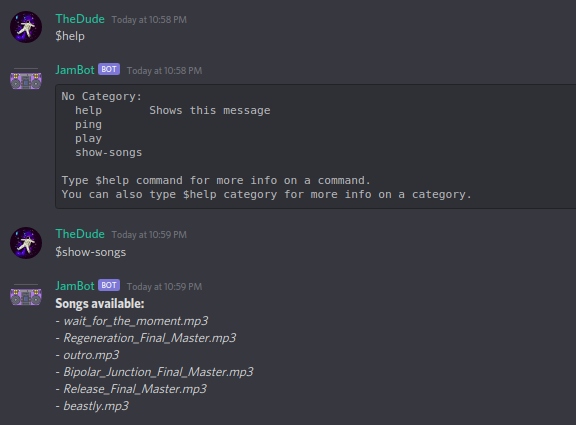 TheDude Today at 10:58 PM
$help
JamBot BOT Today at 10:58 PM
No Category:
help Shows this message
ping
play
show-songs
Type $help command for more info on a command.
You can also type $help category for more info on a category.
TheDude Today at 10:59 PM
$show-songs
JamBot BOT Today at 10:59 PM
Songs available:
- wait_for_the_moment.mp3
- Regeneration_Final_Master.mp3
- outro.mp3
- Bipolar_Junction_Final_Master.mp3
- Release_Final_Master.mp3
- beastly.mp3